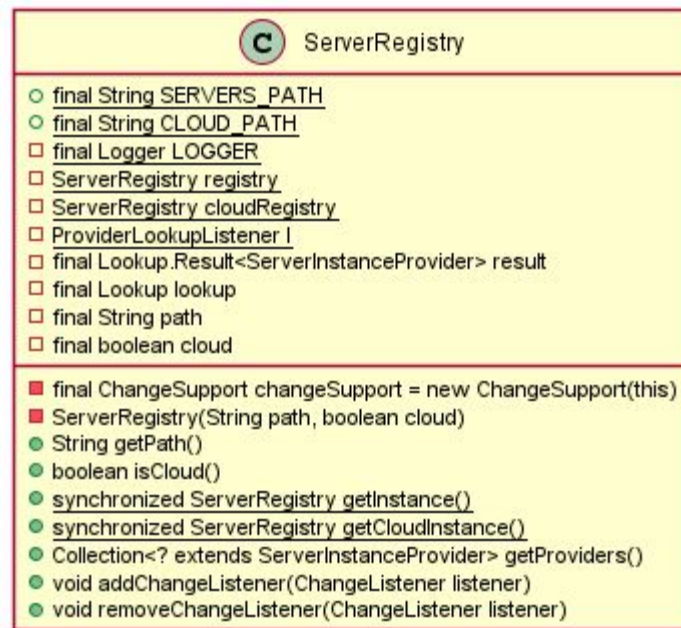 C ServerRegistry
final String SERVERS_PATH
final String CLOUD_PATH
final Logger LOGGER
ServerRegistry registry
ServerRegistry cloudRegistry
ProviderLookupListener l
final Lookup.Result<ServerInstanceProvider> result
final Lookup lookup
final String path
final boolean cloud
final ChangeSupport changeSupport = new ChangeSupport(this)
ServerRegistry(String path, boolean cloud)
String getPath()
boolean isCloud()
synchronized ServerRegistry getInstance()
synchronized ServerRegistry getCloudInstance()
Collection<? extends ServerInstanceProvider> getProviders()
void addChangeListener(ChangeListener listener)
void removeChangeListener(ChangeListener listener)